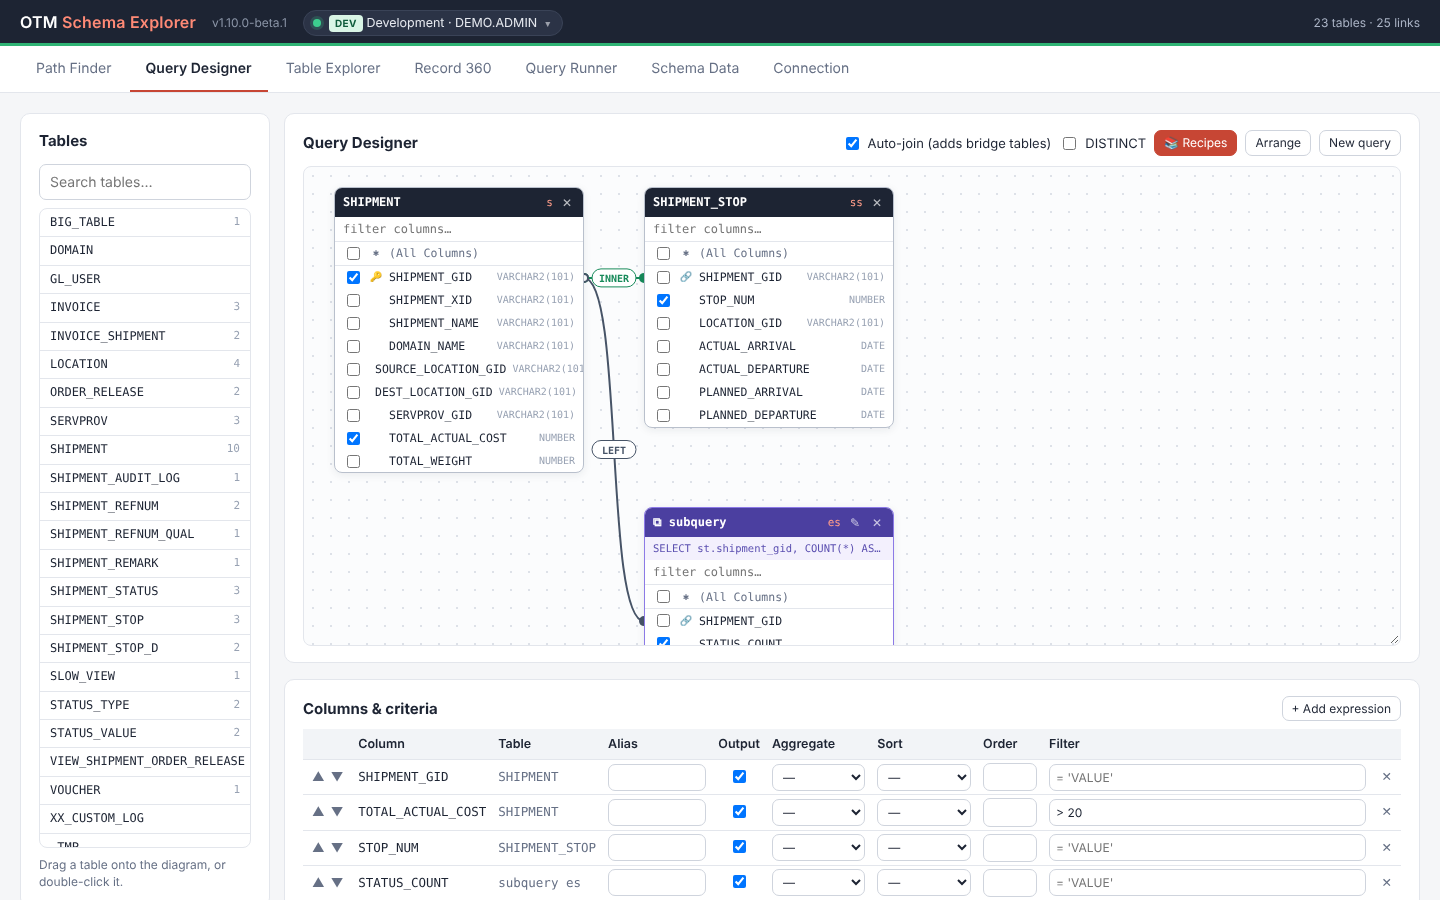 OTM Schema Explorer v1.10.0-beta.1 DEV Development · DEMO.ADMIN ▾ 23 tables · 25 links
Path Finder Query Designer Table Explorer Record 360 Query Runner Schema Data Connection
Tables
Search tables...
BIG_TABLE 1
DOMAIN
GL_USER
INVOICE 3
INVOICE_SHIPMENT 2
LOCATION 4
ORDER_RELEASE 2
SERVPROV 3
SHIPMENT 10
SHIPMENT_AUDIT_LOG 1
SHIPMENT_REFNUM 2
SHIPMENT_REFNUM_QUAL 1
SHIPMENT_REMARK 1
SHIPMENT_STATUS 3
SHIPMENT_STOP 3
SHIPMENT_STOP_D 2
SLOW_VIEW 1
STATUS_TYPE 2
STATUS_VALUE 2
VIEW_SHIPMENT_ORDER_RELEASE
VOUCHER 1
XX_CUSTOM_LOG
Drag a table onto the diagram, or
double-click it.
Query Designer Auto-join (adds bridge tables) DISTINCT 📚 Recipes Arrange New query
SHIPMENT s ✕
filter columns…
✱ (All Columns)
🔑 SHIPMENT_GID VARCHAR2(101)
SHIPMENT_XID VARCHAR2(101)
SHIPMENT_NAME VARCHAR2(101)
DOMAIN_NAME VARCHAR2(101)
SOURCE_LOCATION_GID VARCHAR2(101
DEST_LOCATION_GID VARCHAR2(101)
SERVPROV_GID VARCHAR2(101)
TOTAL_ACTUAL_COST NUMBER
TOTAL_WEIGHT NUMBER
INNER
LEFT
SHIPMENT_STOP ss ✕
filter columns…
✱ (All Columns)
🔗 SHIPMENT_GID VARCHAR2(101)
STOP_NUM NUMBER
LOCATION_GID VARCHAR2(101)
ACTUAL_ARRIVAL DATE
ACTUAL_DEPARTURE DATE
PLANNED_ARRIVAL DATE
PLANNED_DEPARTURE DATE
⧉ subquery es ✎ ✕
SELECT st.shipment_gid, COUNT(*) AS…
filter columns…
✱ (All Columns)
🔗 SHIPMENT_GID
STATUS_COUNT
Columns & criteria + Add expression
Column Table Alias Output Aggregate Sort Order Filter
▲ ▼ SHIPMENT_GID SHIPMENT — — = 'VALUE' ✕
▲ ▼ TOTAL_ACTUAL_COST SHIPMENT — — > 20 ✕
▲ ▼ STOP_NUM SHIPMENT_STOP — — = 'VALUE' ✕
▲ ▼ STATUS_COUNT subquery es — — = 'VALUE' ✕